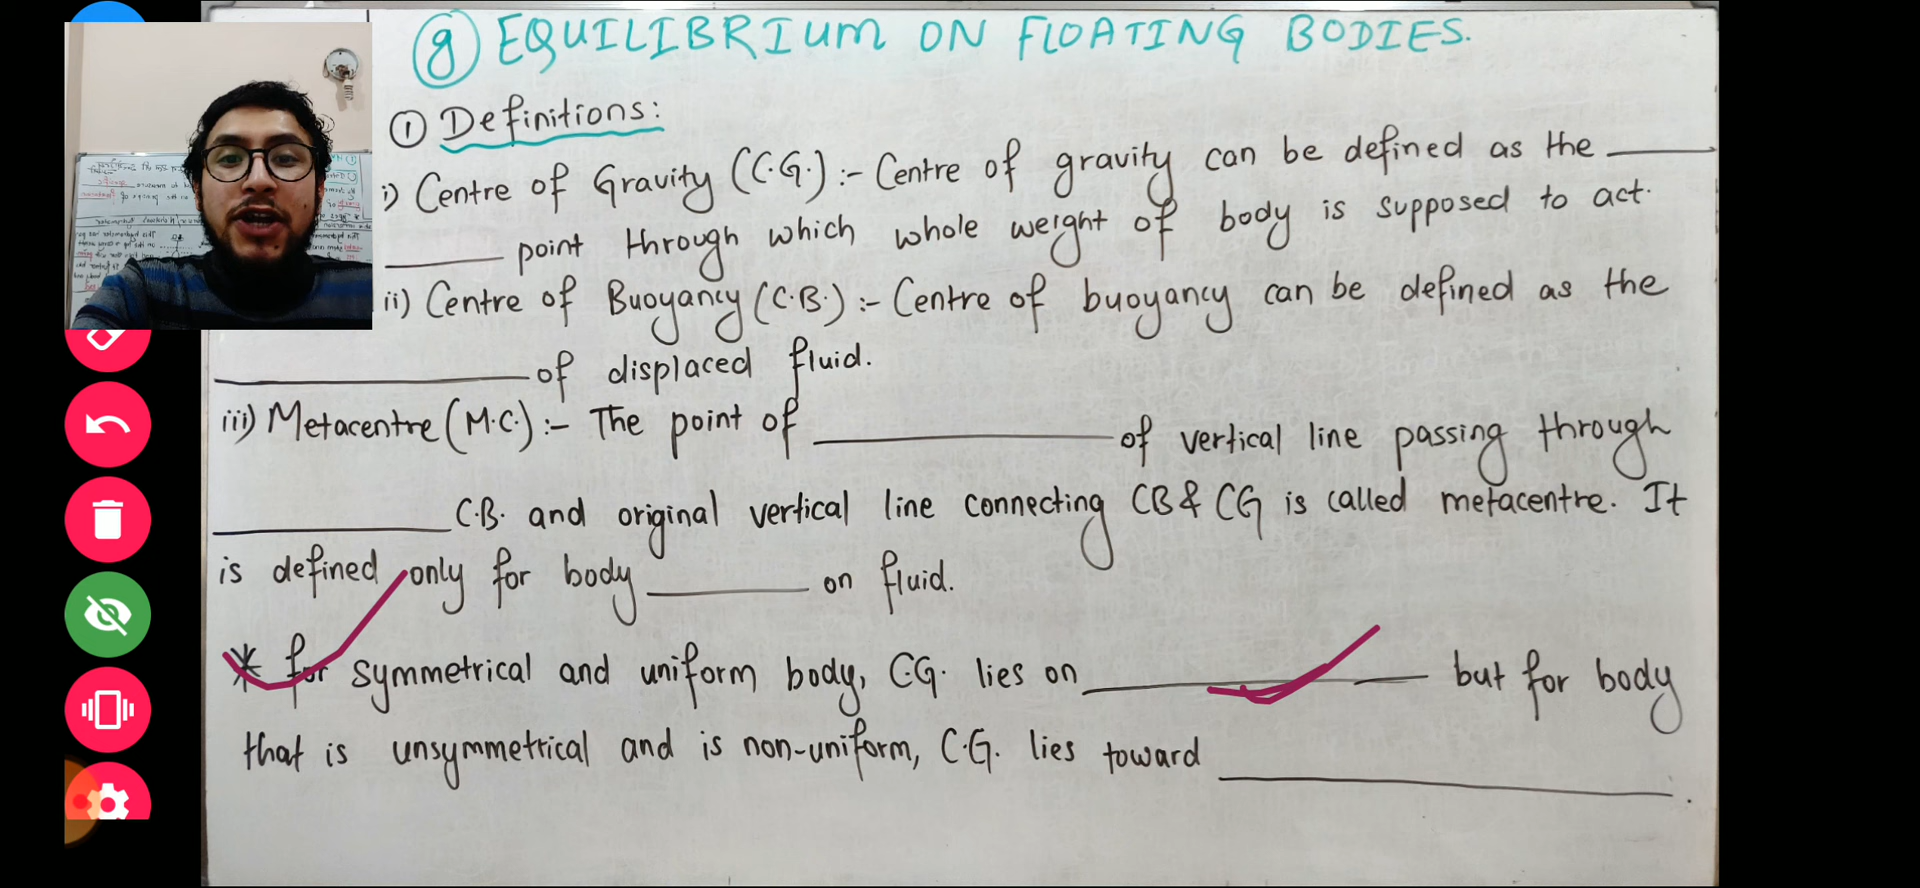 ⑧ EQUILIBRIUM ON FLOATING BODIES.
① Definitions:
i) Centre of Gravity (C.G.) :- Centre of gravity can be defined as the ______
______ point through which whole weight of body is supposed to act.
ii) Centre of Buoyancy (C.B.) :- Centre of buoyancy can be defined as the
______ of displaced fluid.
iii) Metacentre (M.C.) :- The point of ______ of vertical line passing through
______ C.B. and original vertical line connecting CB & CG is called metacentre. It
is defined only for body ______ on fluid.
* for symmetrical and uniform body, C.G. lies on ______ but for body
that is unsymmetrical and is non-uniform, C.G. lies toward ______.